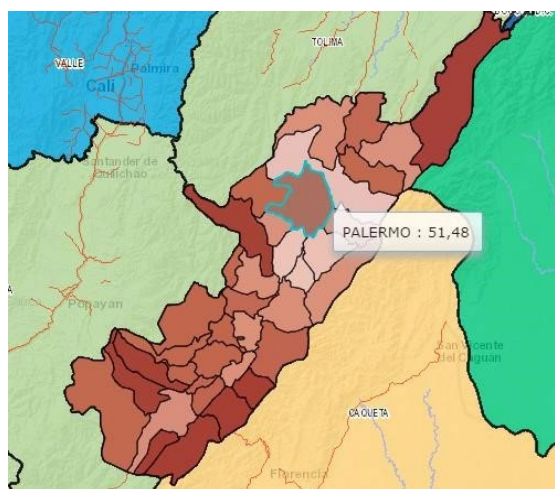 TOLIMA
VALLE
Palmira
Cali
Santander de
Quilichao
PALERMO : 51,48
Popayan
San Vicente
del Caguán
CAQUETA
Florencia